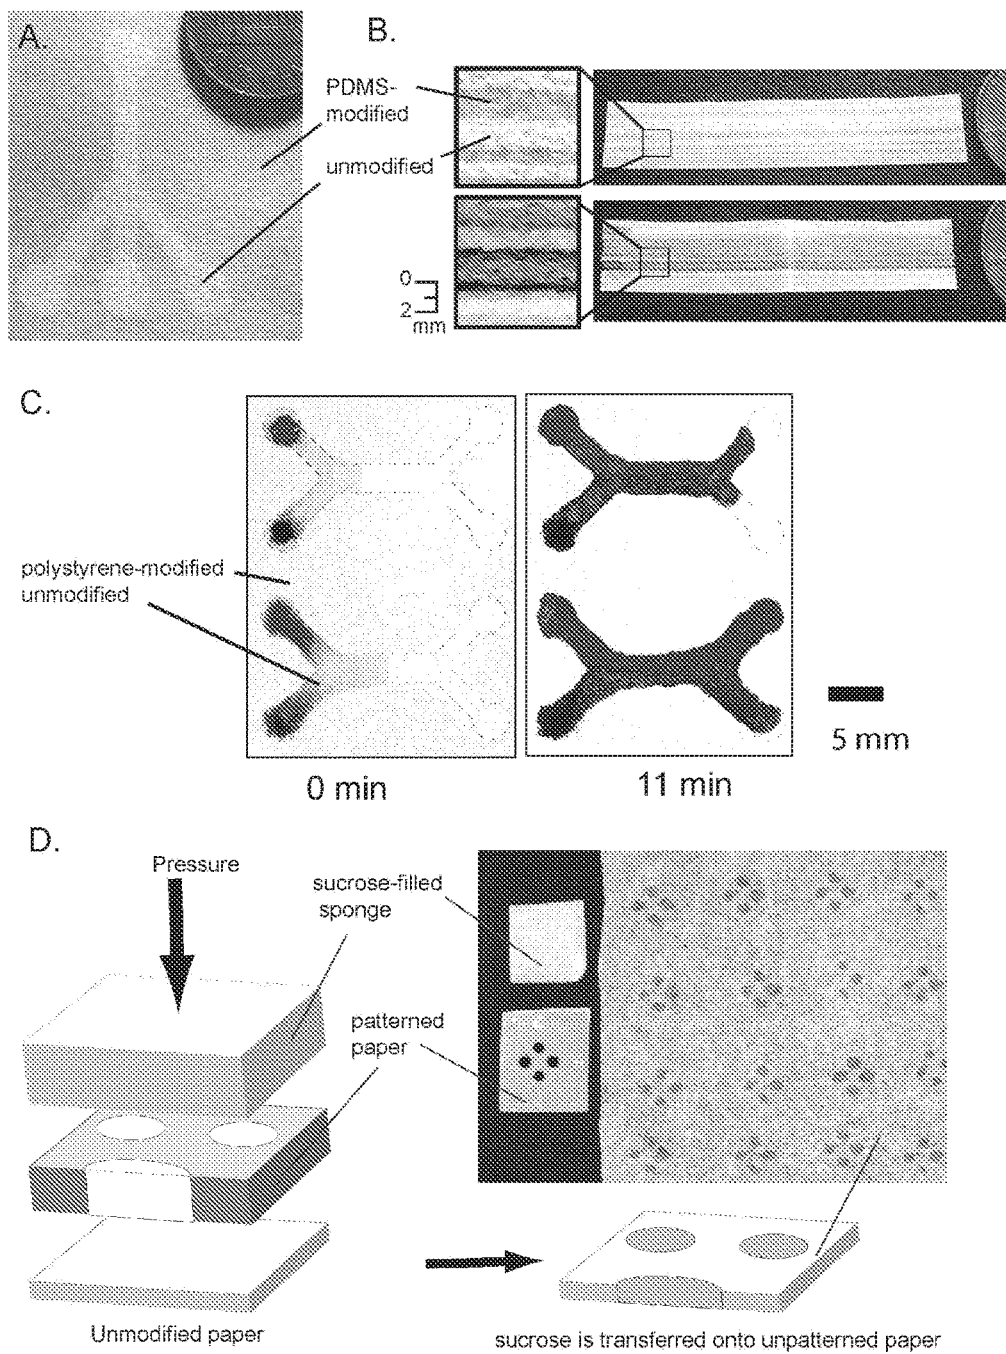 A.
B.
PDMS-
modified
unmodified
0
2
mm
C.
polystyrene-modified
unmodified
0 min
11 min
5 mm
D.
Pressure
sucrose-filled
sponge
patterned
paper
Unmodified paper
sucrose is transferred onto unpatterned paper